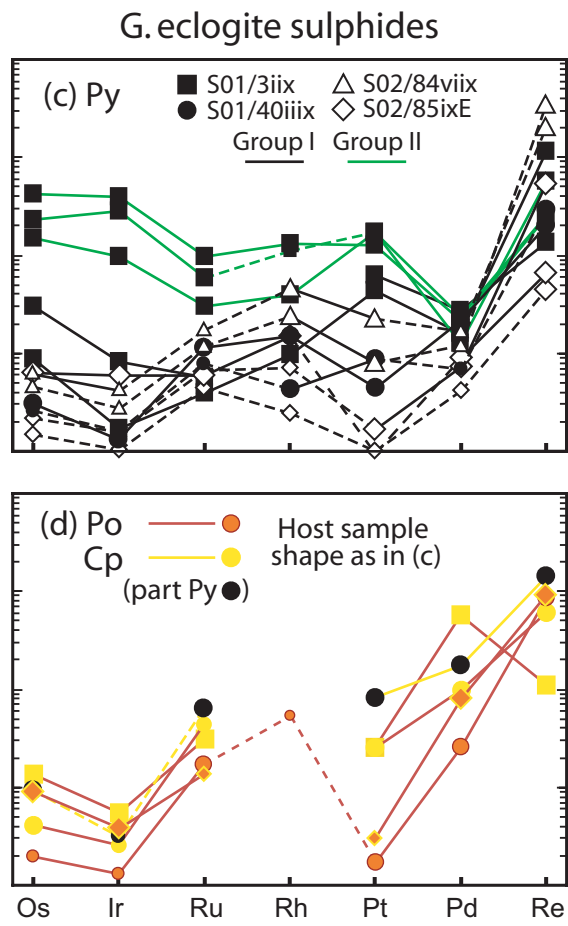 G. eclogite sulphides
(c) Py
S01/3iix
S02/84viix
S01/40iiix
S02/85ixE
Group I
Group II
(d) Po
Host sample
Cp
shape as in (c)
(part Py )
Os Ir Ru Rh Pt Pd Re